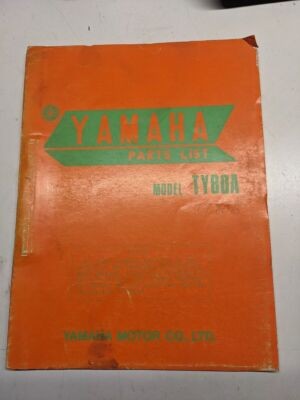 YAMAHA
PARTS LIST
MODEL TY80A
YAMAHA MOTOR CO., LTD.